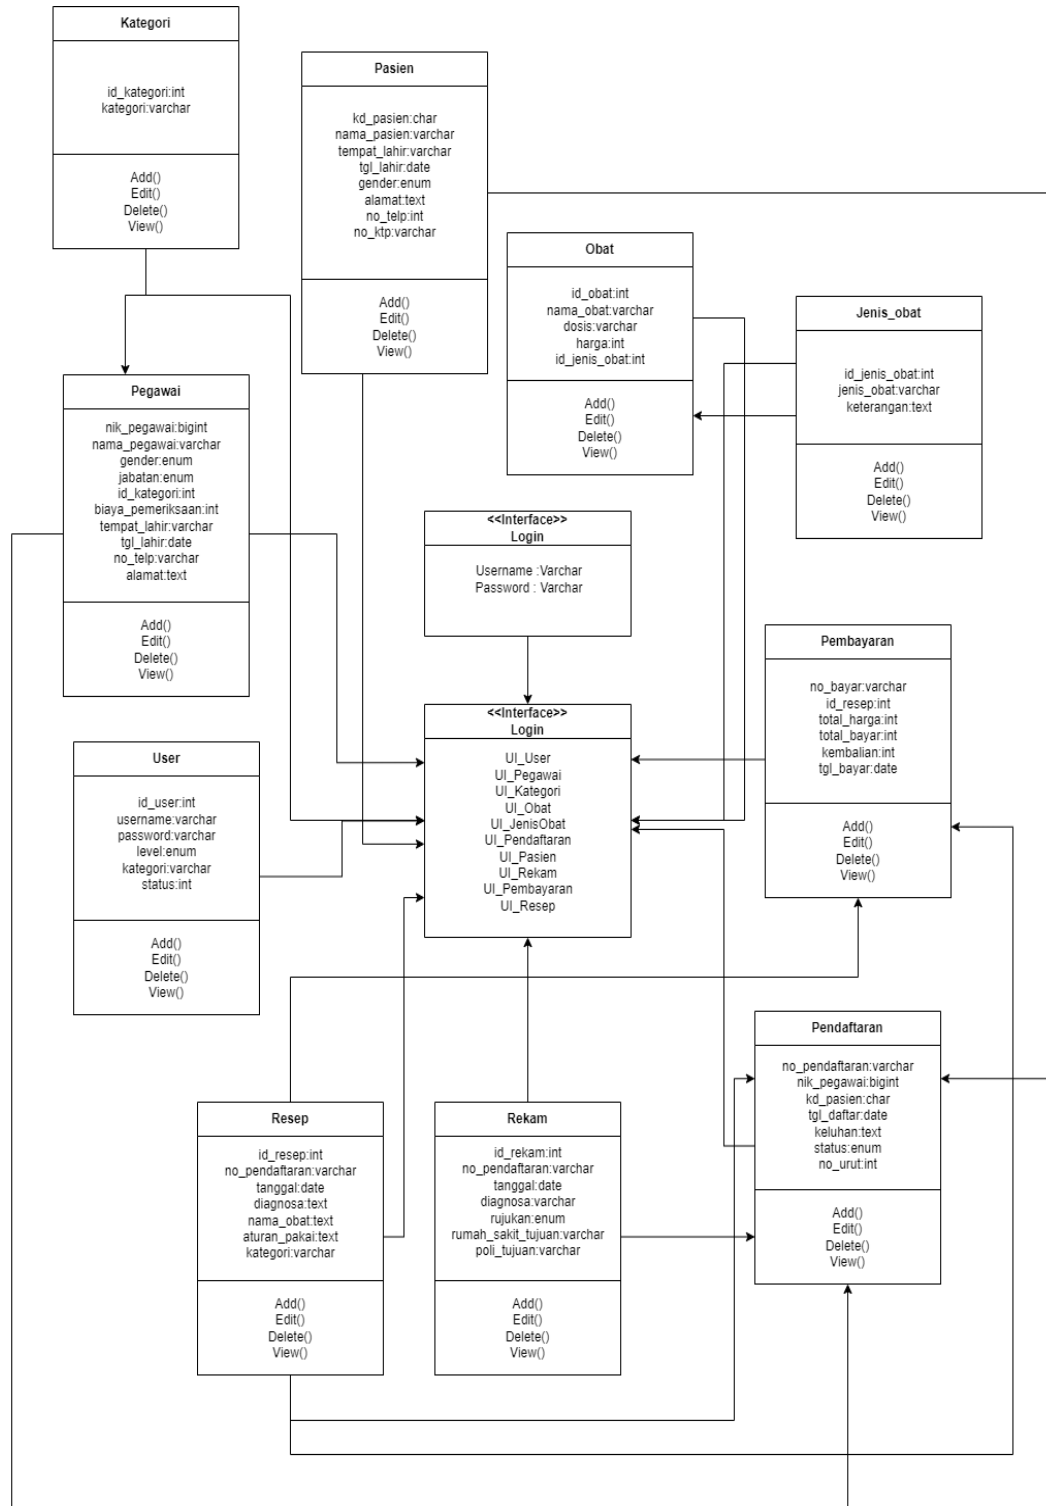 Kategori
id_kategori:int
kategori:varchar
Add()
Edit()
Delete()
View()
Pasien
kd_pasien:char
nama_pasien:varchar
tempat_lahir:varchar
tgl_lahir:date
gender:enum
alamat:text
no_telp:int
no_ktp:varchar
Add()
Edit()
Delete()
View()
Obat
id_obat:int
nama_obat:varchar
dosis:varchar
harga:int
id_jenis_obat:int
Add()
Edit()
Delete()
View()
Jenis_obat
id_jenis_obat:int
jenis_obat:varchar
keterangan:text
Add()
Edit()
Delete()
View()
Pegawai
nik_pegawai:bigint
nama_pegawai:varchar
gender:enum
jabatan:enum
id_kategori:int
biaya_pemeriksaan:int
tempat_lahir:varchar
tgl_lahir:date
no_telp:varchar
alamat:text
Add()
Edit()
Delete()
View()
<<Interface>>
Login
Username :Varchar
Password : Varchar
Pembayaran
no_bayar:varchar
id_resep:int
total_harga:int
total_bayar:int
kembalian:int
tgl_bayar:date
Add()
Edit()
Delete()
View()
User
id_user:int
username:varchar
password:varchar
level:enum
kategori:varchar
status:int
Add()
Edit()
Delete()
View()
<<Interface>>
Login
UI_User
UI_Pegawai
UI_Kategori
UI_Obat
UI_JenisObat
UI_Pendaftaran
UI_Pasien
UI_Rekam
UI_Pembayaran
UI_Resep
Pendaftaran
no_pendaftaran:varchar
nik_pegawai:bigint
kd_pasien:char
tgl_daftar:date
keluhan:text
status:enum
no_urut:int
Add()
Edit()
Delete()
View()
Resep
id_resep:int
no_pendaftaran:varchar
tanggal:date
diagnosa:text
nama_obat:text
aturan_pakai:text
kategori:varchar
Add()
Edit()
Delete()
View()
Rekam
id_rekam:int
no_pendaftaran:varchar
tanggal:date
diagnosa:varchar
rujukan:enum
rumah_sakit_tujuan:varchar
poli_tujuan:varchar
Add()
Edit()
Delete()
View()